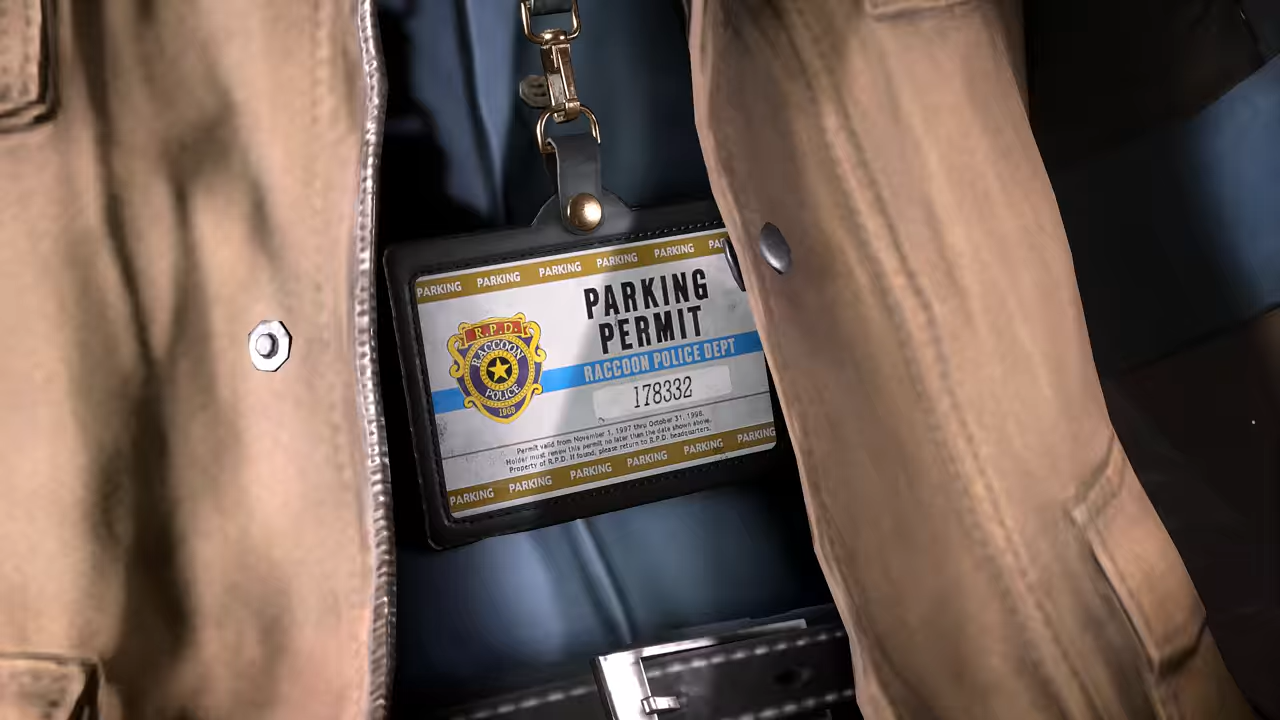 PARKING PARKING PARKING PARKING PARKING
PARKING
PERMIT
R.P.D.
RACCOON
POLICE
1969
RACCOON POLICE DEPT
178332
Permit valid from November 1, 1997 thru October 31, 1998.
Holder must renew this permit no later than the date shown above.
Property of R.P.D. If found, please return to R.P.D. headquarters.
PARKING PARKING PARKING PARKING PARKING PARKING